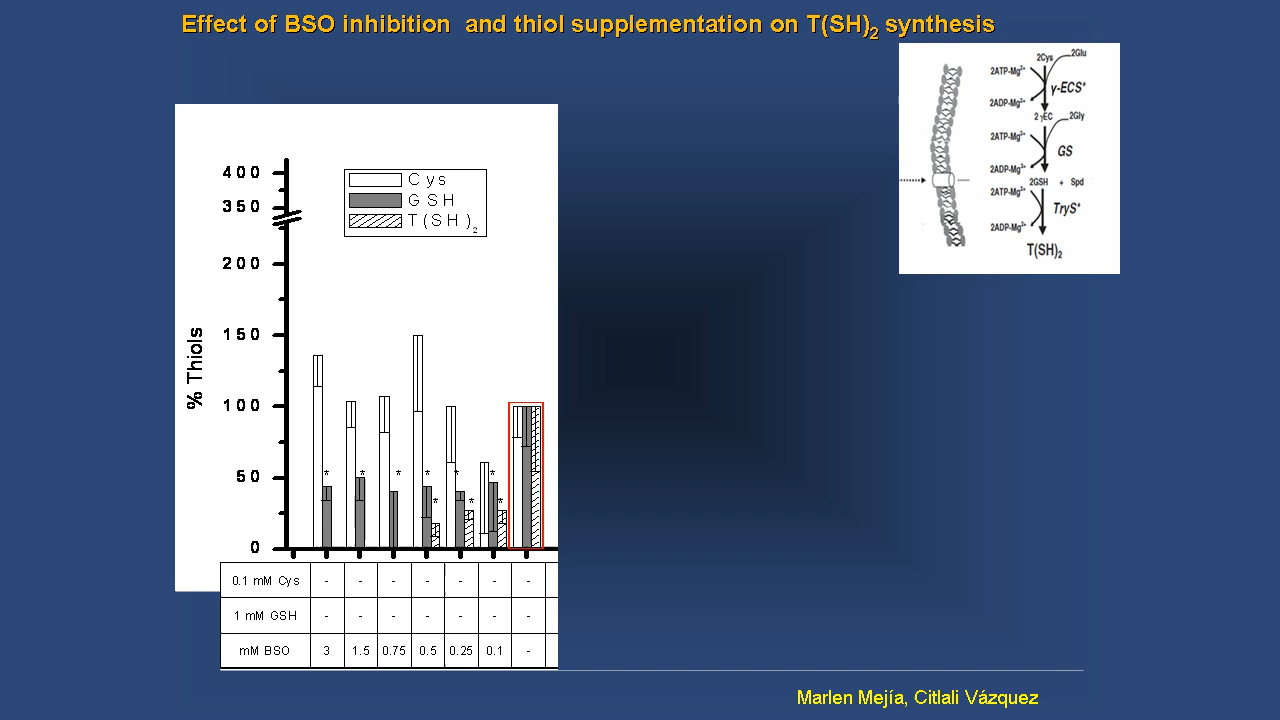 Effect of BSO inhibition and thiol supplementation on T(SH)2 synthesis
2Cys 2Glu
2ATP-Mg2+
γ-ECS*
2ADP-Mg2+
2 γEC 2Gly
2ATP-Mg2+
GS
2ADP-Mg2+
2GSH + Spd
2ATP-Mg2+
TryS*
2ADP-Mg2+
T(SH)2
% Thiols
400
350
200
150
100
50
0
Cys
GSH
T(SH)2
* * * * * * * * *
0.1 mM Cys - - - - - - -
1 mM GSH - - - - - - -
mM BSO 3 1.5 0.75 0.5 0.25 0.1 -
Marlen Mejía, Citlali Vázquez